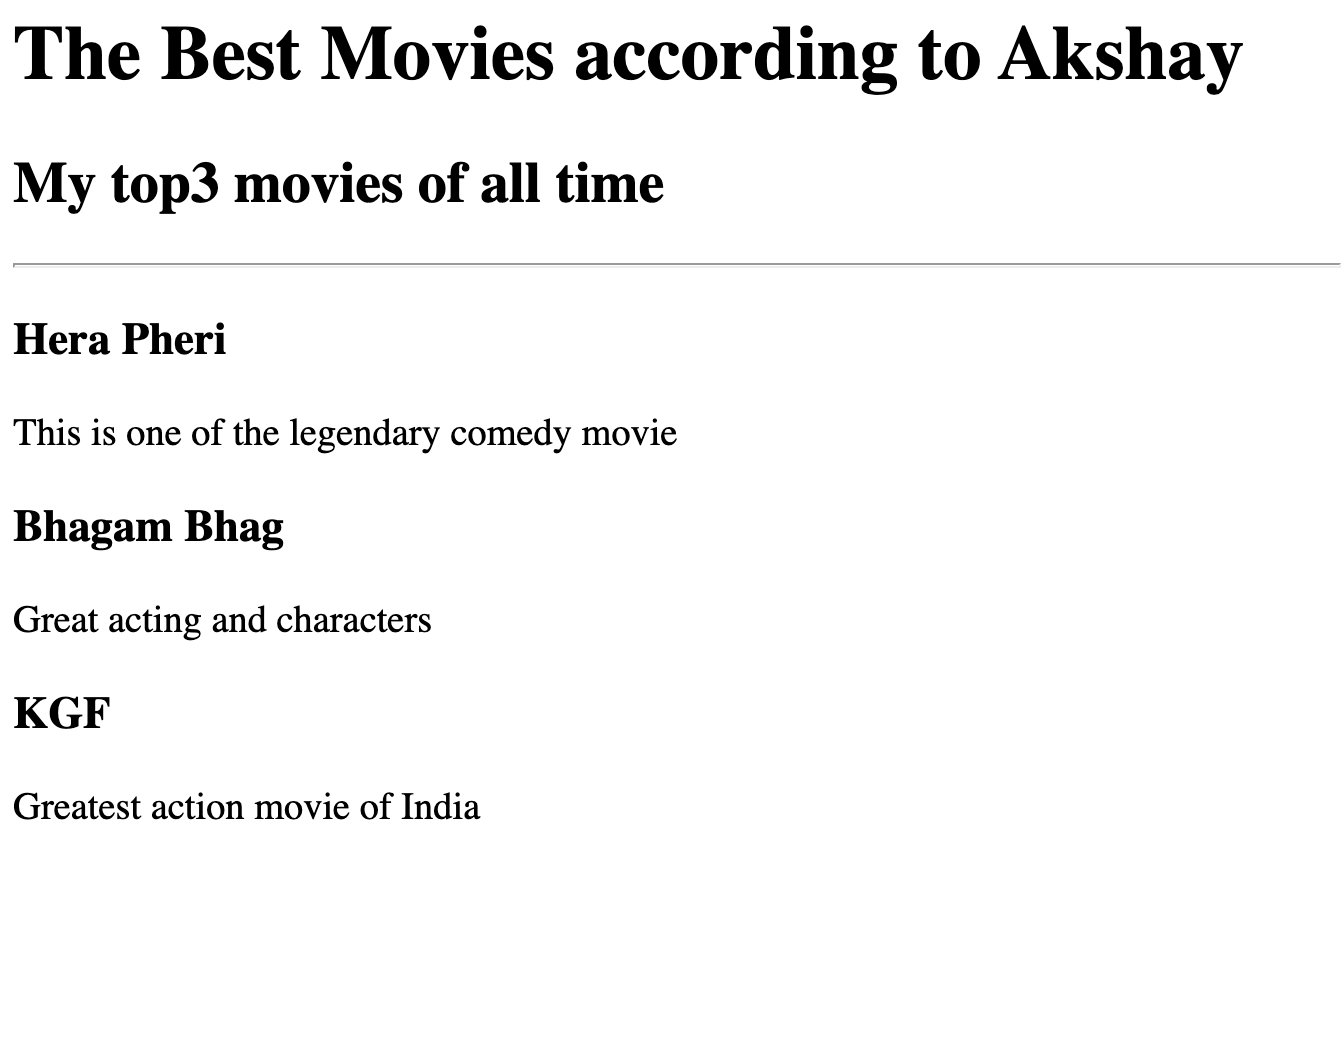 The Best Movies according to Akshay
My top3 movies of all time
Hera Pheri
This is one of the legendary comedy movie
Bhagam Bhag
Great acting and characters
KGF
Greatest action movie of India